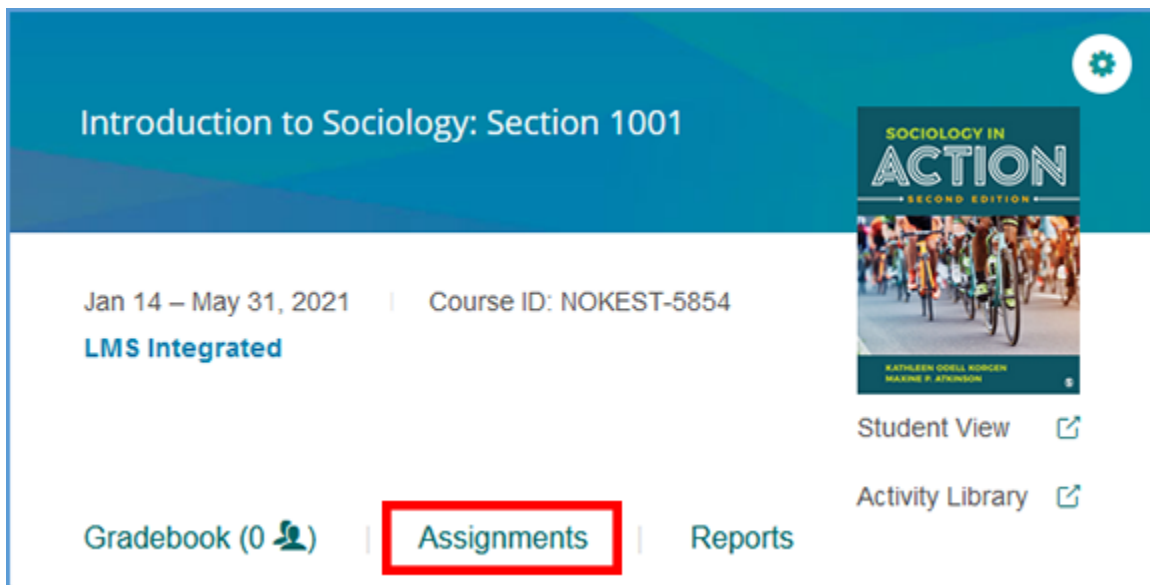 Introduction to Sociology: Section 1001
SOCIOLOGY IN
ACTION
SECOND EDITION
KATHLEEN ODELL KORGEN
MAXINE P. ATKINSON
Jan 14 – May 31, 2021
Course ID: NOKEST-5854
LMS Integrated
Student View
Activity Library
Gradebook (0 )
Assignments
Reports